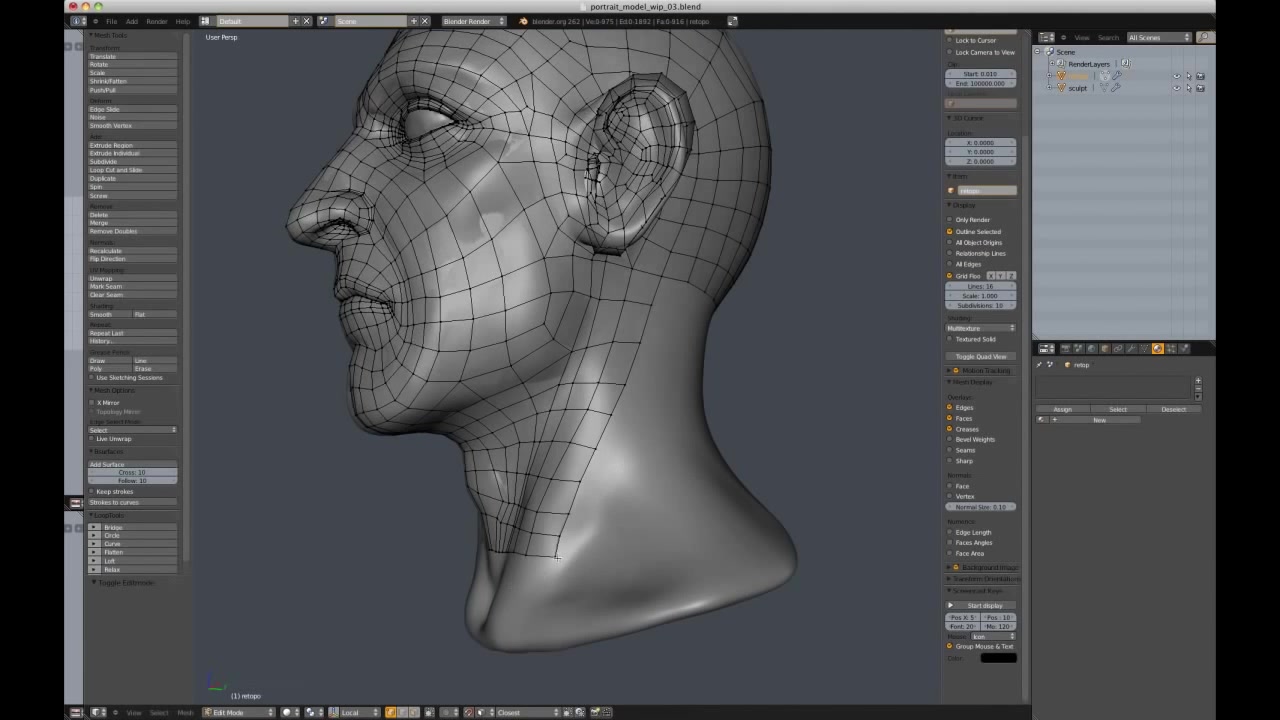 portrait_model_wip_03.blend
File Add Render Help Default Scene Blender Render blender.org 262 | Ve:0-975 | Ed:0-1892 | Fa:0-916 | retopo
Mesh Tools
Transform:
Translate
Rotate
Scale
Shrink/Fatten
Push/Pull
Deform:
Edge Slide
Noise
Smooth Vertex
Add:
Extrude Region
Extrude Individual
Subdivide
Loop Cut and Slide
Duplicate
Spin
Screw
Remove:
Delete
Merge
Remove Doubles
Normals:
Recalculate
Flip Direction
UV Mapping:
Unwrap
Mark Seam
Clear Seam
Shading:
Smooth Flat
Repeat:
Repeat Last
History...
Grease Pencil:
Draw Line
Poly Erase
Use Sketching Sessions
Mesh Options
X Mirror
Topology Mirror
Edge Select Mode:
Select
Live Unwrap
Bsurfaces
Add Surface
Cross: 10
Follow: 10
Keep strokes
Strokes to curves
LoopTools
Bridge
Circle
Curve
Flatten
Loft
Relax
Toggle Editmode
User Persp
(1) retopo
View Select Mesh Edit Mode Local Closest
Lock to Cursor
Lock Camera to View
Clip:
Start: 0.010
End: 100000.000
Local Camera:
3D Cursor
Location:
X: 0.0000
Y: 0.0000
Z: 0.0000
Item
retopo
Display
Only Render
Outline Selected
All Object Origins
Relationship Lines
All Edges
Grid Floo X Y Z
Lines: 16
Scale: 1.000
Subdivisions: 10
Shading:
Multitexture
Textured Solid
Toggle Quad View
Motion Tracking
Mesh Display
Overlays:
Edges
Faces
Creases
Bevel Weights
Seams
Sharp
Normals:
Face
Vertex
Normal Size: 0.10
Numerics:
Edge Length
Faces Angles
Face Area
Background Image
Transform Orientations
Screencast Keys
Start display
Pos X: 5 Pos : 10
Font: 20 Mo: 120
Mouse: Icon
Group Mouse & Text
Color:
View Search All Scenes
Scene
RenderLayers
sculpt
retop
Assign Select Deselect
New